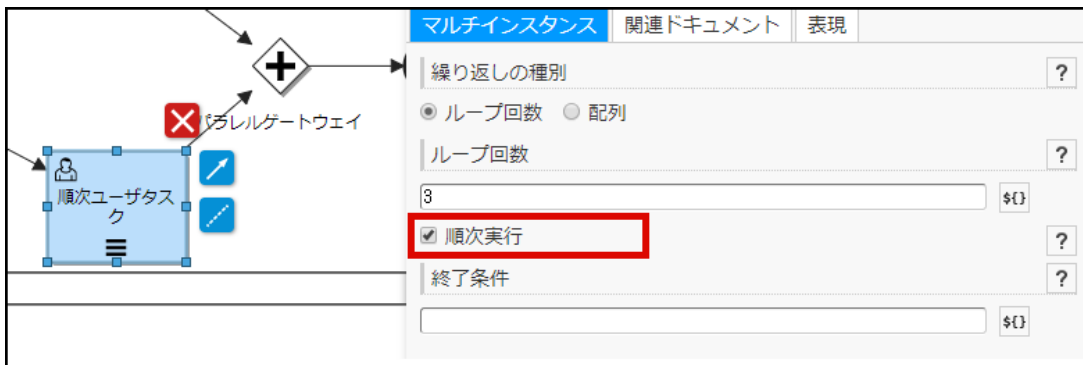 マルチインスタンス 関連ドキュメント 表現
繰り返しの種別 ?
ループ回数 配列
パラレルゲートウェイ
ループ回数 ?
順次ユーザタス
ク
3 ${}
順次実行 ?
終了条件 ?
${}